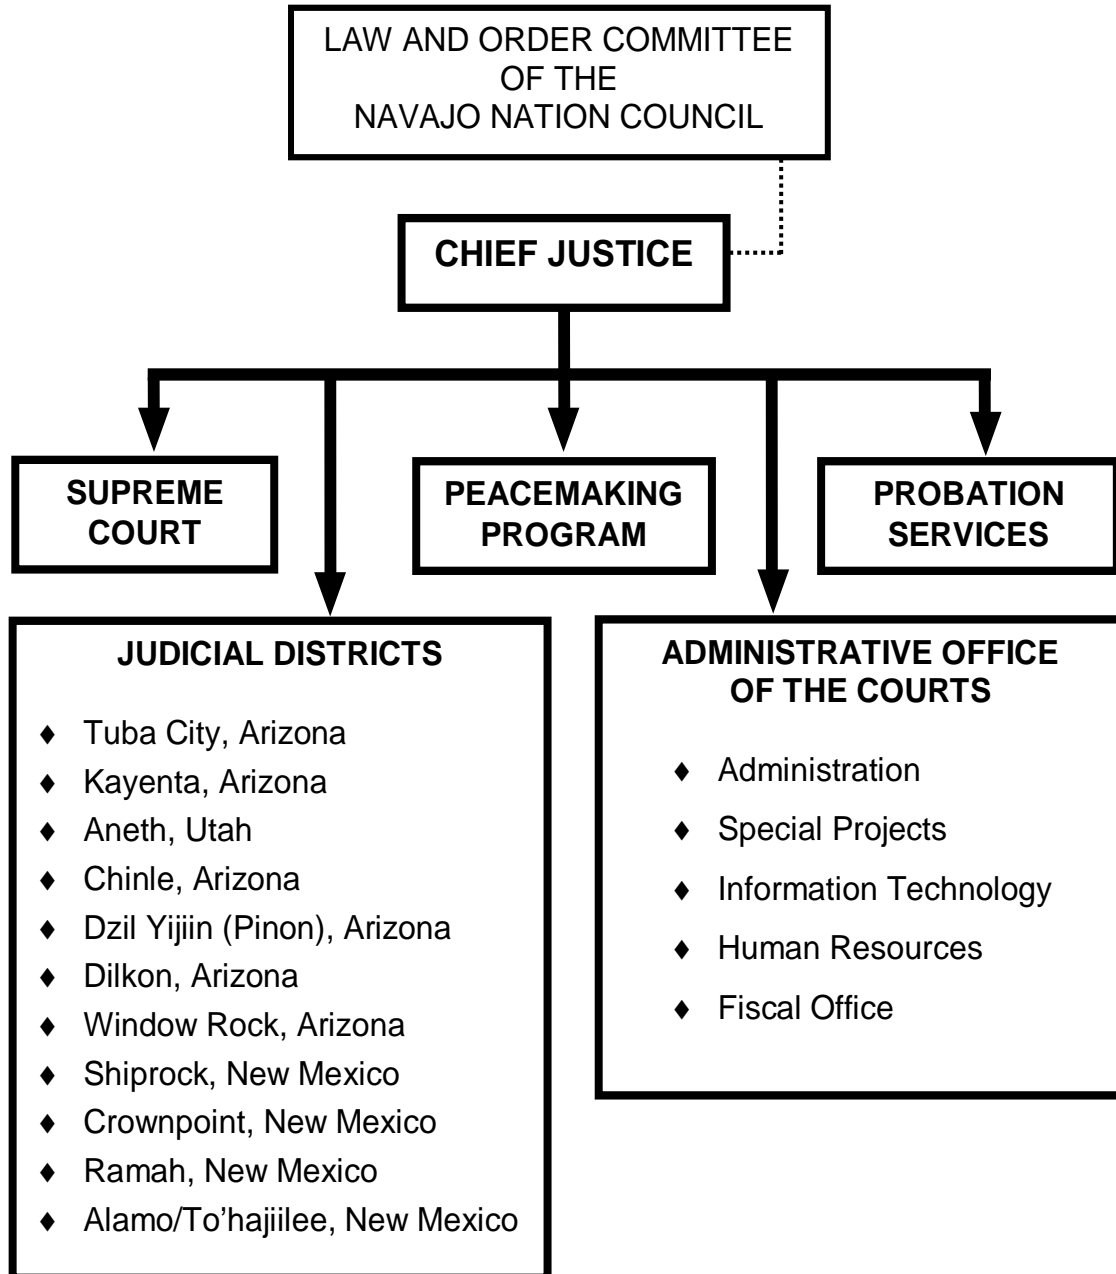 LAW AND ORDER COMMITTEE
OF THE
NAVAJO NATION COUNCIL
CHIEF JUSTICE
SUPREME
COURT
PEACEMAKING
PROGRAM
PROBATION
SERVICES
JUDICIAL DISTRICTS
♦ Tuba City, Arizona
♦ Kayenta, Arizona
♦ Aneth, Utah
♦ Chinle, Arizona
♦ Dzil Yijiin (Pinon), Arizona
♦ Dilkon, Arizona
♦ Window Rock, Arizona
♦ Shiprock, New Mexico
♦ Crownpoint, New Mexico
♦ Ramah, New Mexico
♦ Alamo/To’hajiilee, New Mexico
ADMINISTRATIVE OFFICE
OF THE COURTS
♦ Administration
♦ Special Projects
♦ Information Technology
♦ Human Resources
♦ Fiscal Office